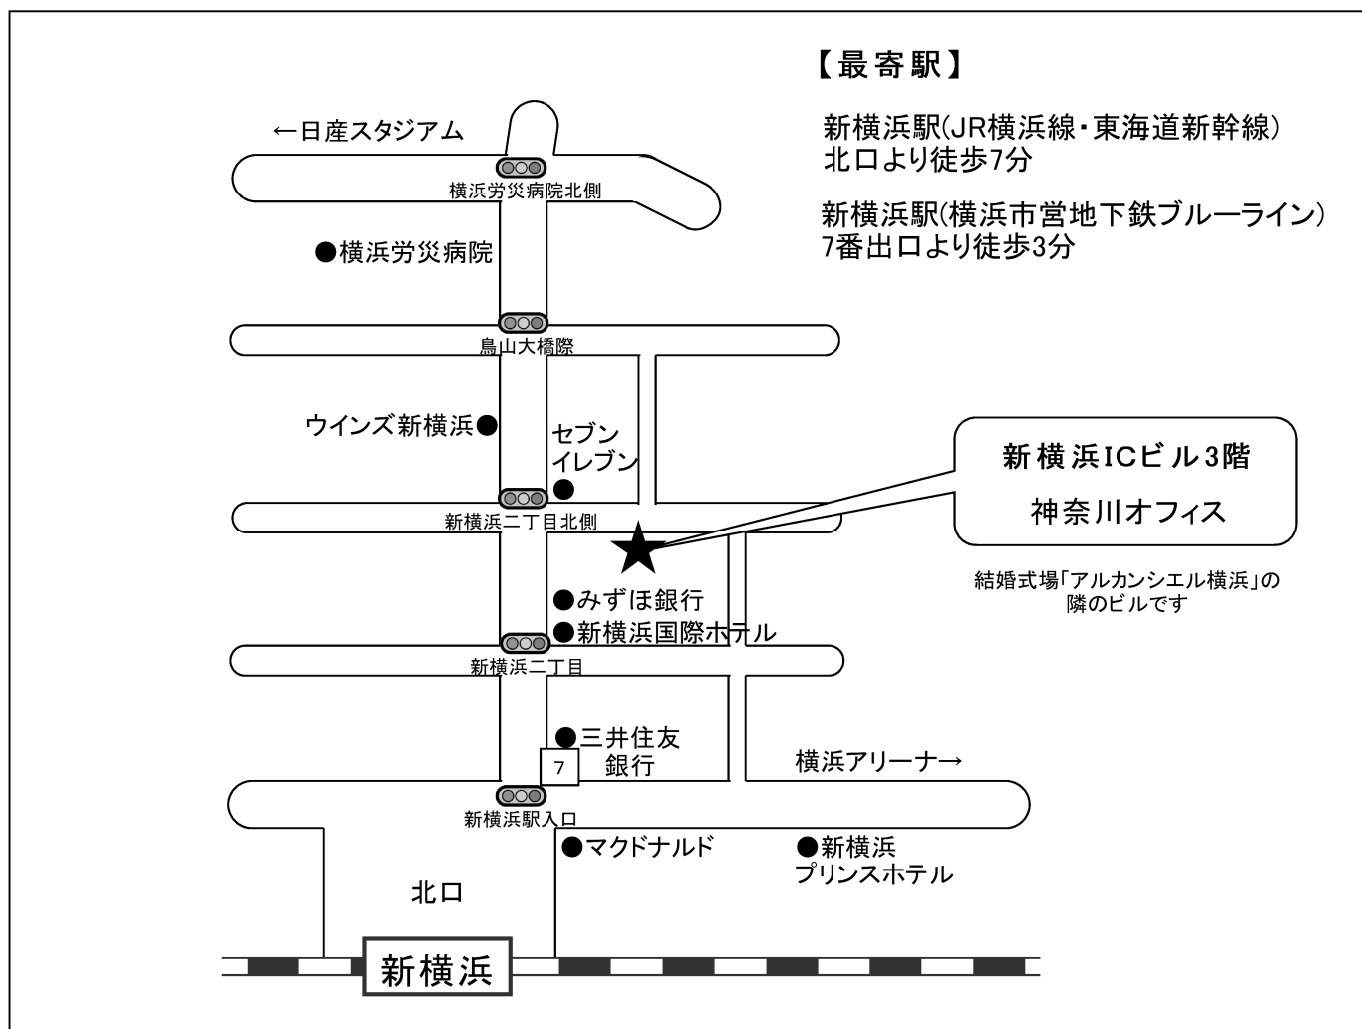 【最寄駅】
新横浜駅(JR横浜線・東海道新幹線)
北口より徒歩7分
新横浜駅(横浜市営地下鉄ブルーライン)
7番出口より徒歩3分
←日産スタジアム
横浜労災病院北側
●横浜労災病院
鳥山大橋際
ウインズ新横浜●
セブン
イレブン
新横浜二丁目北側
新横浜ICビル3階
神奈川オフィス
結婚式場「アルカンシエル横浜」の
隣のビルです
●みずほ銀行
●新横浜国際ホテル
新横浜二丁目
●三井住友
銀行
7
横浜アリーナ→
新横浜駅入口
●マクドナルド
●新横浜
プリンスホテル
北口
新横浜